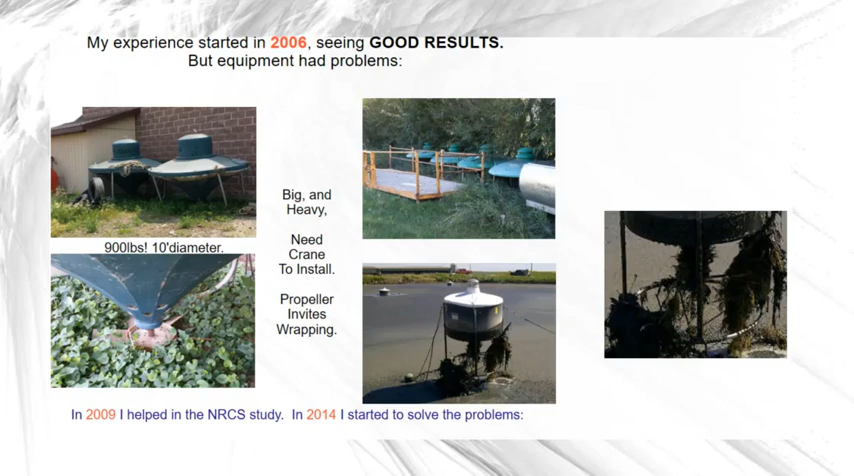 My experience started in 2006, seeing GOOD RESULTS.
But equipment had problems:
Big, and
Heavy,
Need
Crane
To Install.
Propeller
Invites
Wrapping.
900lbs! 10'diameter.
In 2009 I helped in the NRCS study.  In 2014 I started to solve the problems: